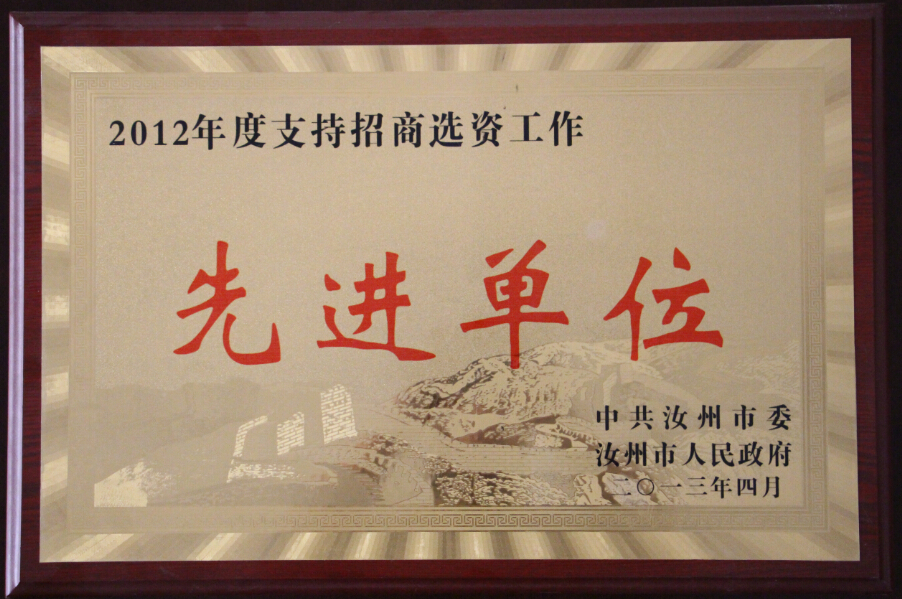 2012年度支持招商选资工作
先进单位
中共汝州市委
汝州市人民政府
二〇一三年四月